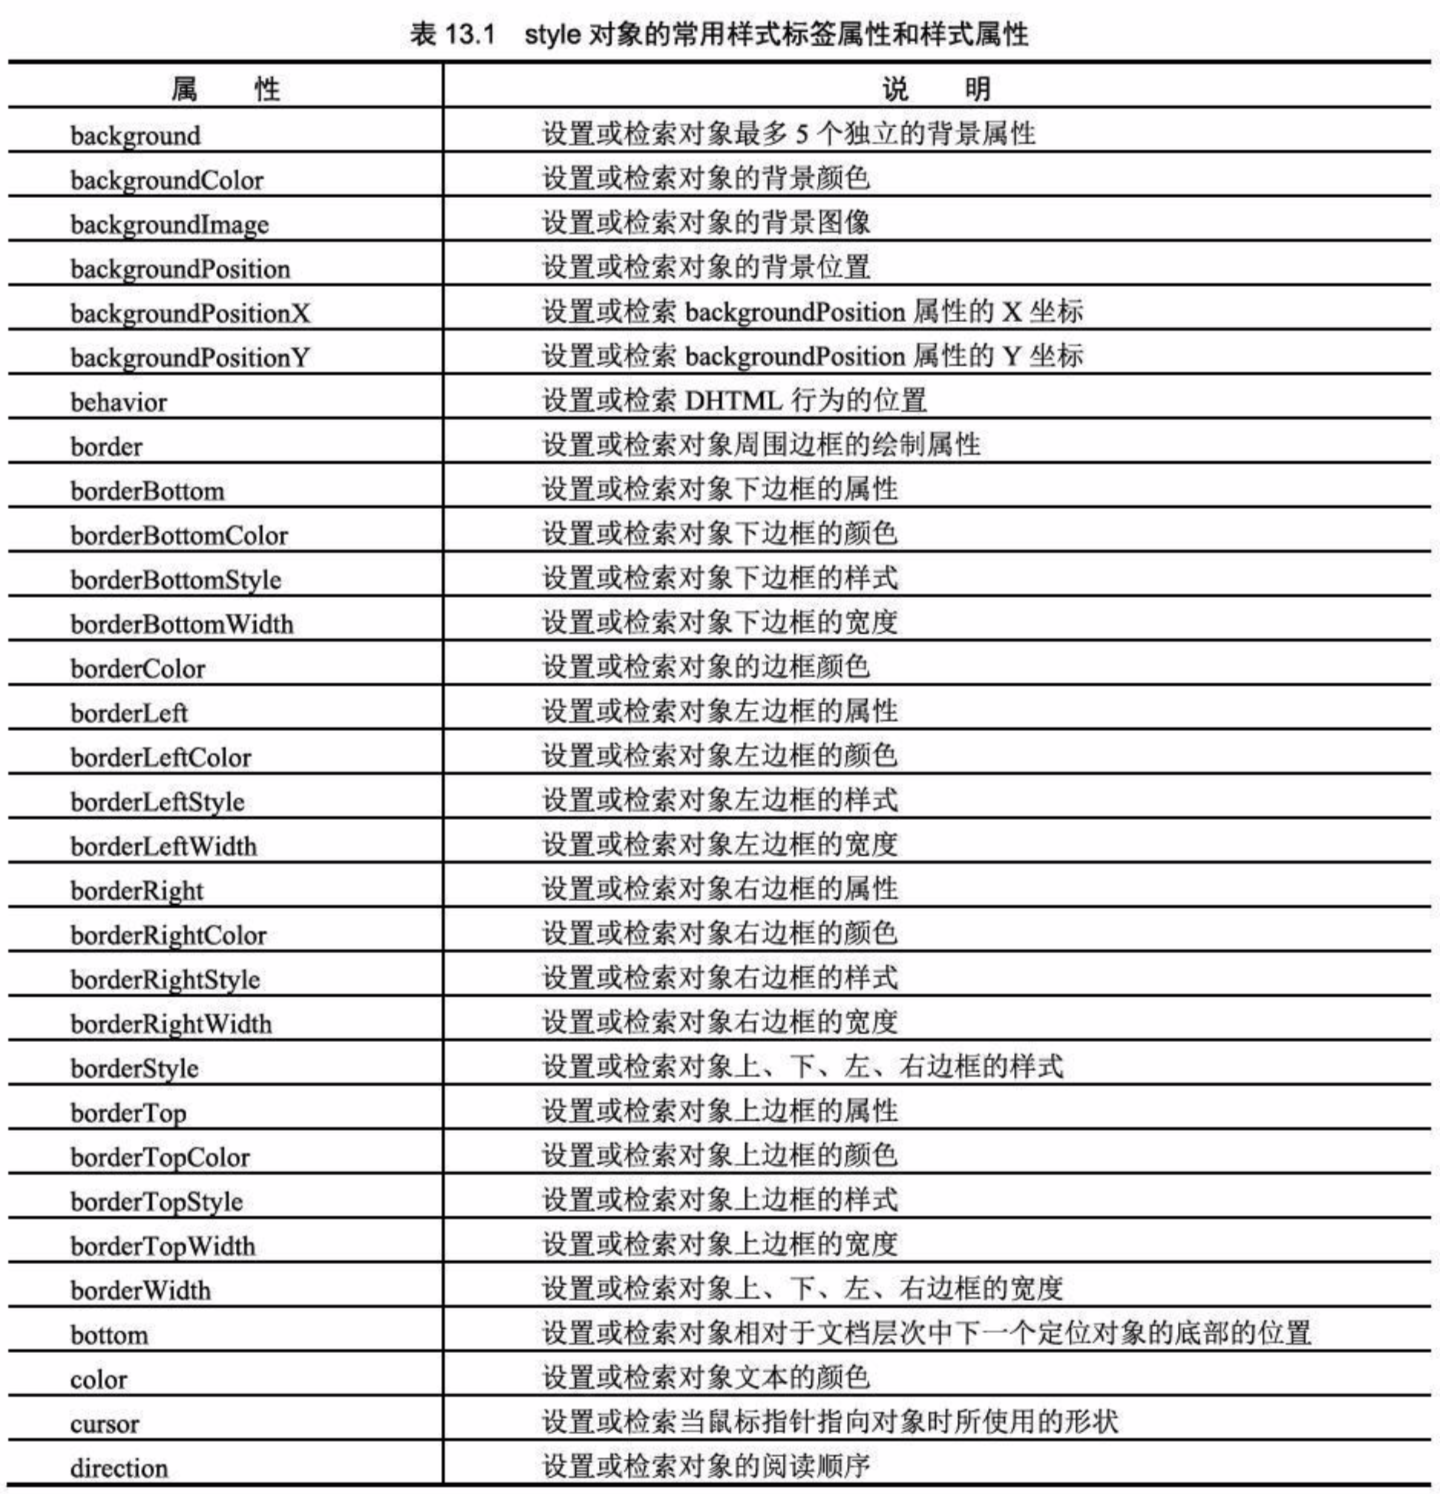 表 13.1 style 对象的常用样式标签属性和样式属性
属 性 说 明
background 设置或检索对象最多 5 个独立的背景属性
backgroundColor 设置或检索对象的背景颜色
backgroundImage 设置或检索对象的背景图像
backgroundPosition 设置或检索对象的背景位置
backgroundPositionX 设置或检索 backgroundPosition 属性的 X 坐标
backgroundPositionY 设置或检索 backgroundPosition 属性的 Y 坐标
behavior 设置或检索 DHTML 行为的位置
border 设置或检索对象周围边框的绘制属性
borderBottom 设置或检索对象下边框的属性
borderBottomColor 设置或检索对象下边框的颜色
borderBottomStyle 设置或检索对象下边框的样式
borderBottomWidth 设置或检索对象下边框的宽度
borderColor 设置或检索对象的边框颜色
borderLeft 设置或检索对象左边框的属性
borderLeftColor 设置或检索对象左边框的颜色
borderLeftStyle 设置或检索对象左边框的样式
borderLeftWidth 设置或检索对象左边框的宽度
borderRight 设置或检索对象右边框的属性
borderRightColor 设置或检索对象右边框的颜色
borderRightStyle 设置或检索对象右边框的样式
borderRightWidth 设置或检索对象右边框的宽度
borderStyle 设置或检索对象上、下、左、右边框的样式
borderTop 设置或检索对象上边框的属性
borderTopColor 设置或检索对象上边框的颜色
borderTopStyle 设置或检索对象上边框的样式
borderTopWidth 设置或检索对象上边框的宽度
borderWidth 设置或检索对象上、下、左、右边框的宽度
bottom 设置或检索对象相对于文档层次中下一个定位对象的底部的位置
color 设置或检索对象文本的颜色
cursor 设置或检索当鼠标指针指向对象时所使用的形状
direction 设置或检索对象的阅读顺序